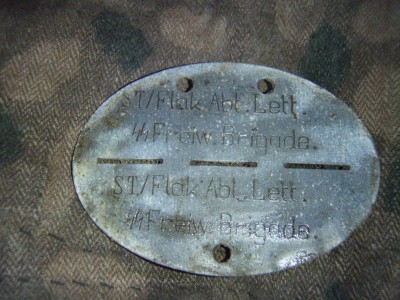 ST/Flak Abt. Lett.
ᛋᛋ Freiw. Brigade.
ST/Flak Abt. Lett.
ᛋᛋ Freiw. Brigade.